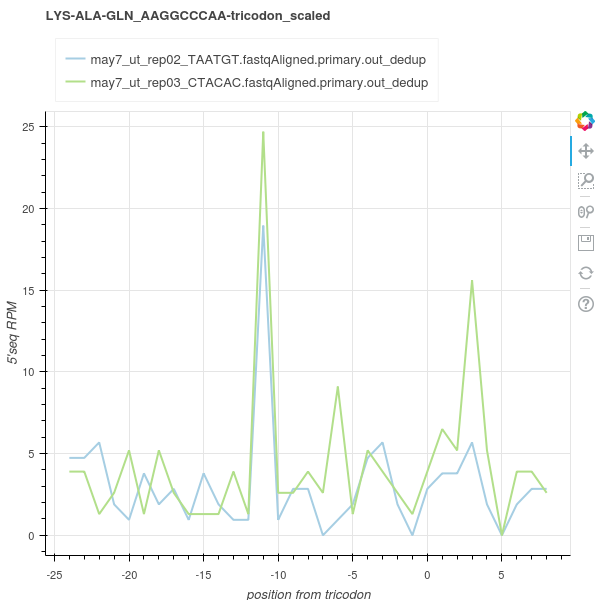 LYS-ALA-GLN_AAGGCCCAA-tricodon_scaled
may7_ut_rep02_TAATGT.fastqAligned.primary.out_dedup
may7_ut_rep03_CTACAC.fastqAligned.primary.out_dedup
25
20
15
10
5
0
5'seq RPM
-25
-20
-15
-10
-5
0
5
position from tricodon